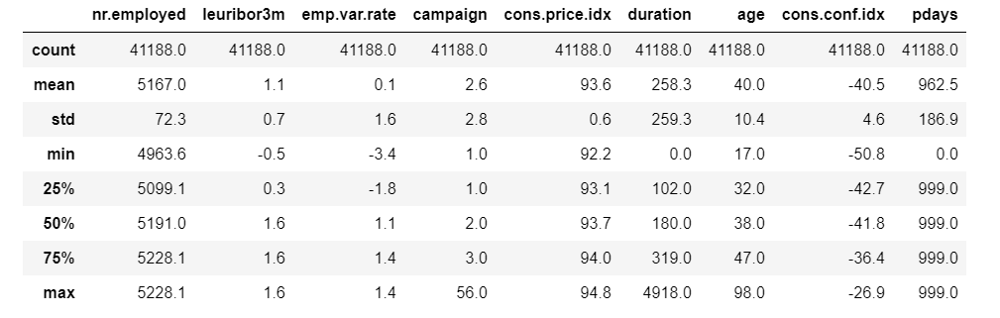 nr.employed leuribor3m emp.var.rate campaign cons.price.idx duration age cons.conf.idx pdays
count 41188.0 41188.0 41188.0 41188.0 41188.0 41188.0 41188.0 41188.0 41188.0
mean 5167.0 1.1 0.1 2.6 93.6 258.3 40.0 -40.5 962.5
std 72.3 0.7 1.6 2.8 0.6 259.3 10.4 4.6 186.9
min 4963.6 -0.5 -3.4 1.0 92.2 0.0 17.0 -50.8 0.0
25% 5099.1 0.3 -1.8 1.0 93.1 102.0 32.0 -42.7 999.0
50% 5191.0 1.6 1.1 2.0 93.7 180.0 38.0 -41.8 999.0
75% 5228.1 1.6 1.4 3.0 94.0 319.0 47.0 -36.4 999.0
max 5228.1 1.6 1.4 56.0 94.8 4918.0 98.0 -26.9 999.0